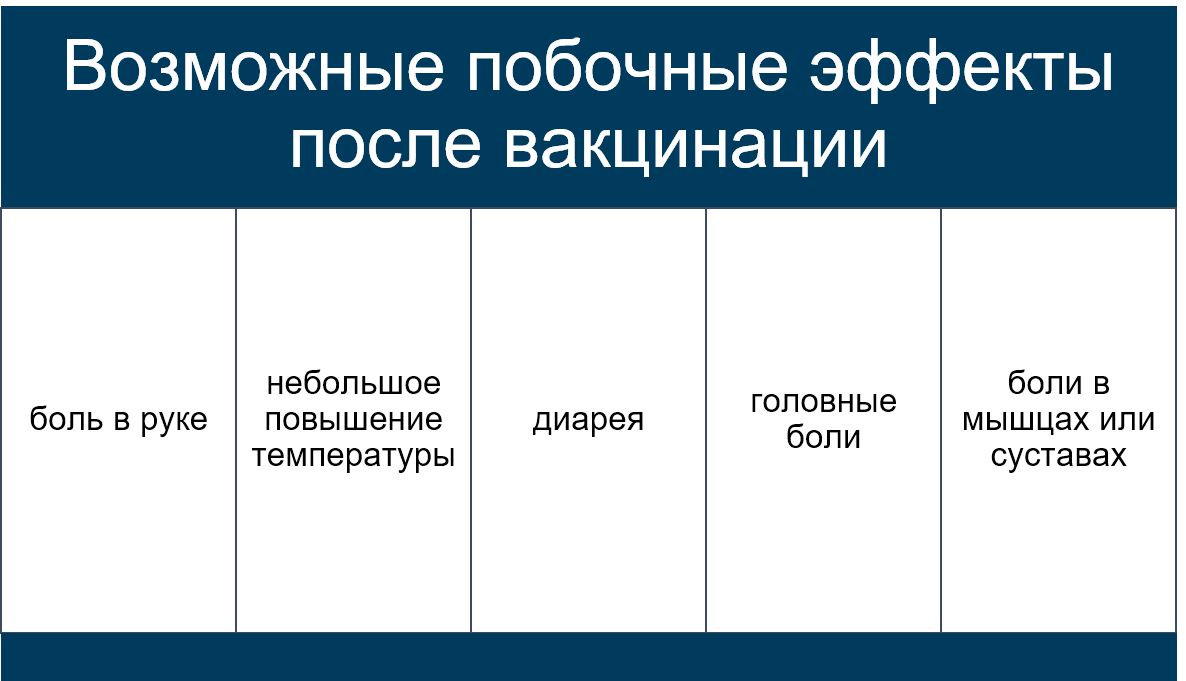 Возможные побочные эффекты
после вакцинации
боль в руке
небольшое
повышение
температуры
диарея
головные
боли
боли в
мышцах или
суставах